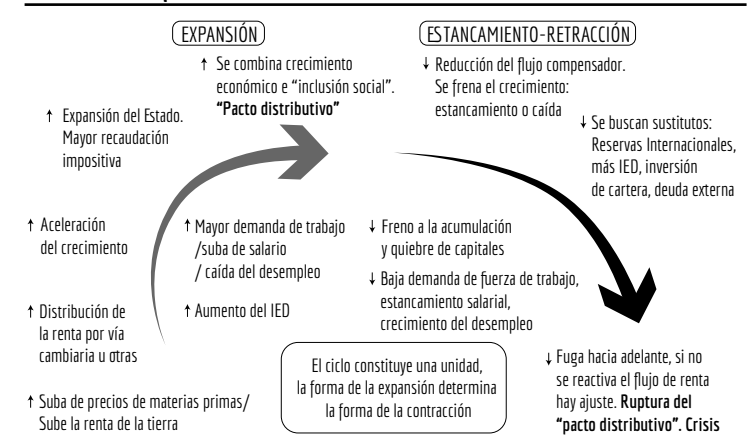 EXPANSIÓN
↑ Se combina crecimiento
económico e “inclusión social”.
“Pacto distributivo”
↑ Expansión del Estado.
Mayor recaudación
impositiva
↑ Aceleración
del crecimiento
↑ Mayor demanda de trabajo
/suba de salario
/ caída del desempleo
↑ Distribución de
la renta por vía
cambiaria u otras
↑ Aumento del IED
↑ Suba de precios de materias primas/
Sube la renta de la tierra
ESTANCAMIENTO-RETRACCIÓN
↓ Reducción del flujo compensador.
Se frena el crecimiento:
estancamiento o caída
↓ Se buscan sustitutos:
Reservas Internacionales,
más IED, inversión
de cartera, deuda externa
↓ Freno a la acumulación
y quiebre de capitales
↓ Baja demanda de fuerza de trabajo,
estancamiento salarial,
crecimiento del desempleo
↓ Fuga hacia adelante, si no
se reactiva el flujo de renta
hay ajuste. Ruptura del
“pacto distributivo”. Crisis
El ciclo constituye una unidad,
la forma de la expansión determina
la forma de la contracción